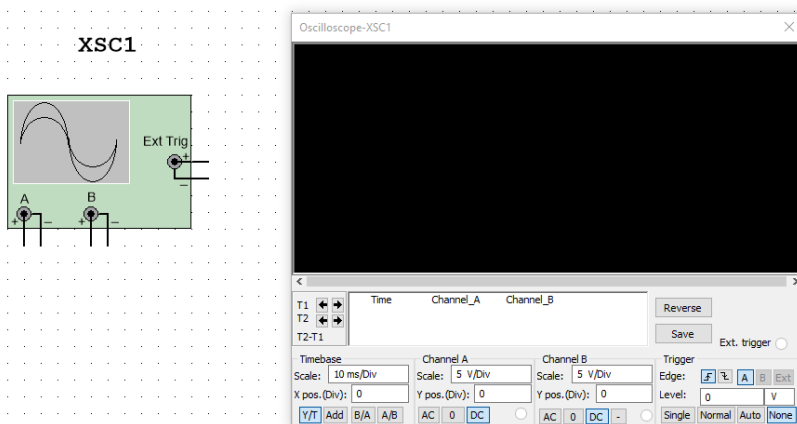 XSC1
Ext Trig
+
−
A
B
+ − + −
Oscilloscope-XSC1
Time Channel_A Channel_B
T1
T2
T2-T1
Reverse
Save
Ext. trigger
Timebase
Scale: 10 ms/Div
X pos.(Div): 0
Y/T Add B/A A/B
Channel A
Scale: 5 V/Div
Y pos.(Div): 0
AC 0 DC
Channel B
Scale: 5 V/Div
Y pos.(Div): 0
AC 0 DC -
Trigger
Edge: A B Ext
Level: 0 V
Single Normal Auto None